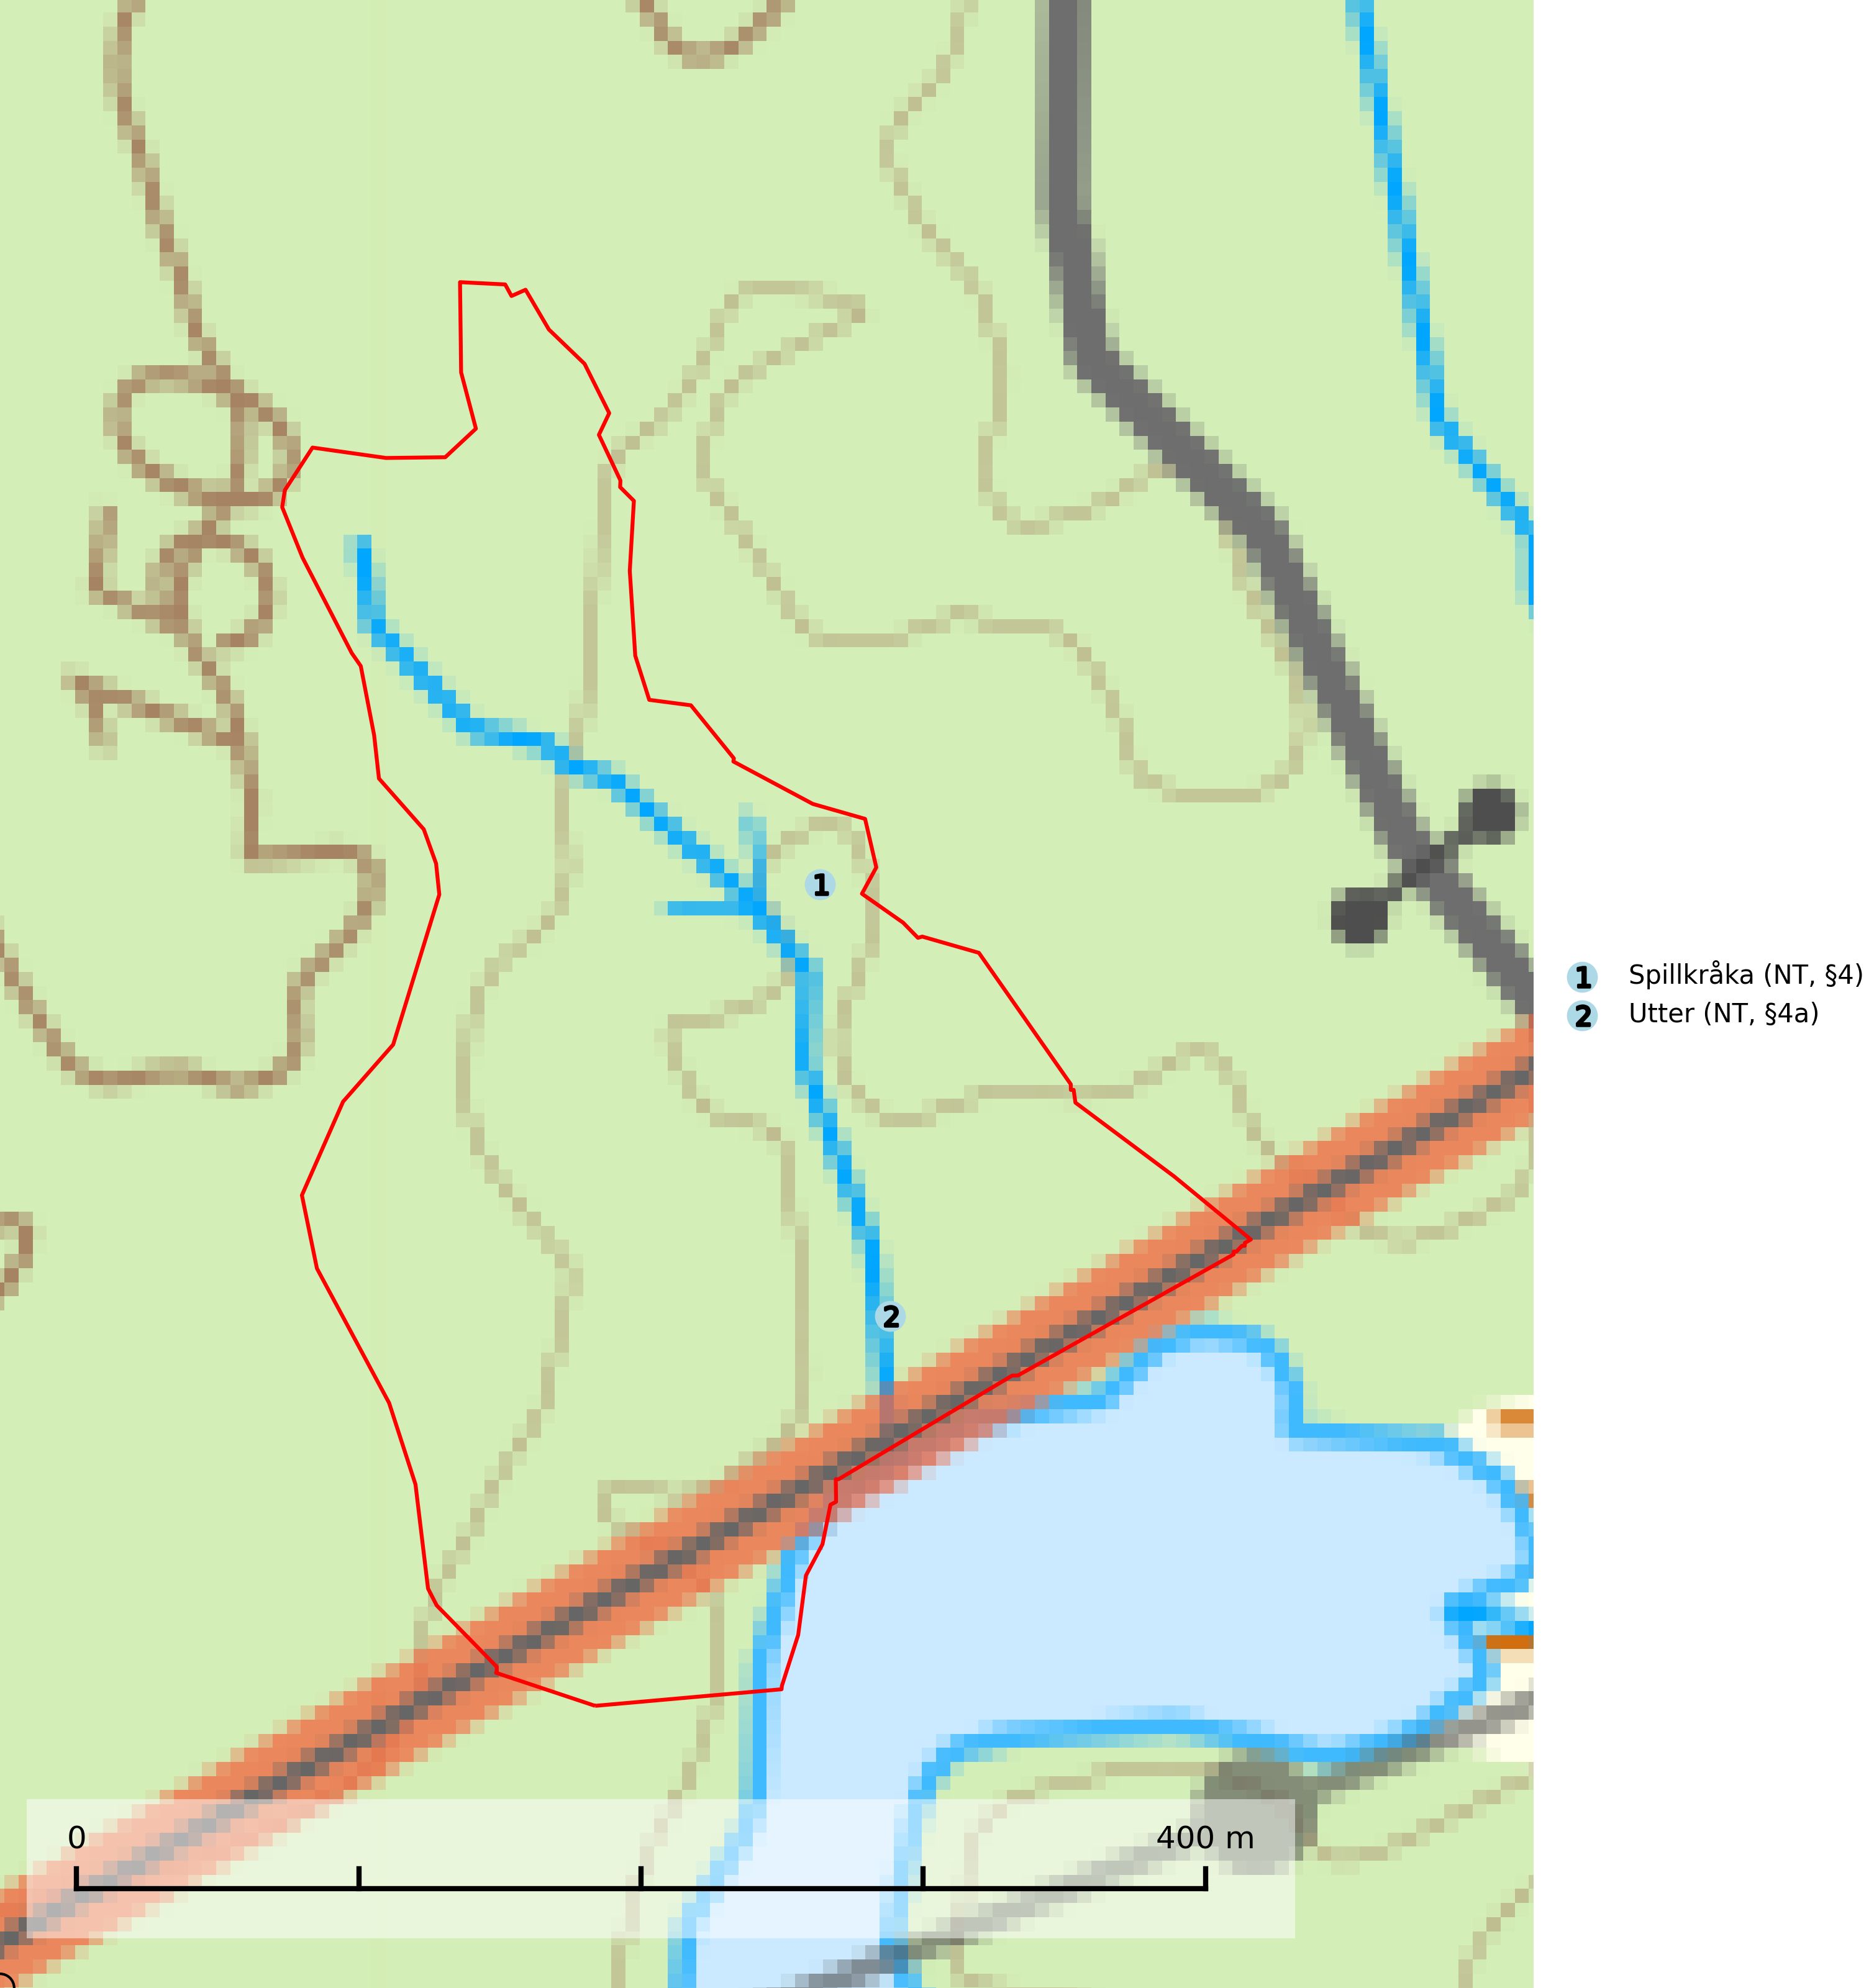 1
1 Spillkråka (NT, §4)
2 Utter (NT, §4a)
2
0 400 m